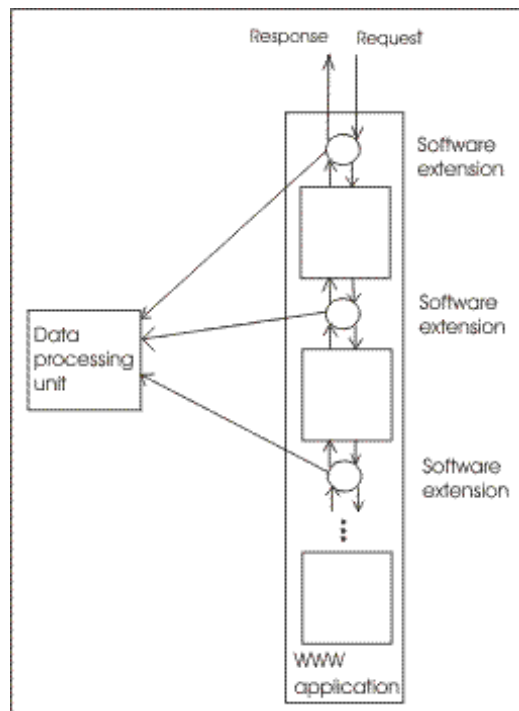 Response Request
Software
extension
Software
extension
Data
processing
unit
Software
extension
WWW
application